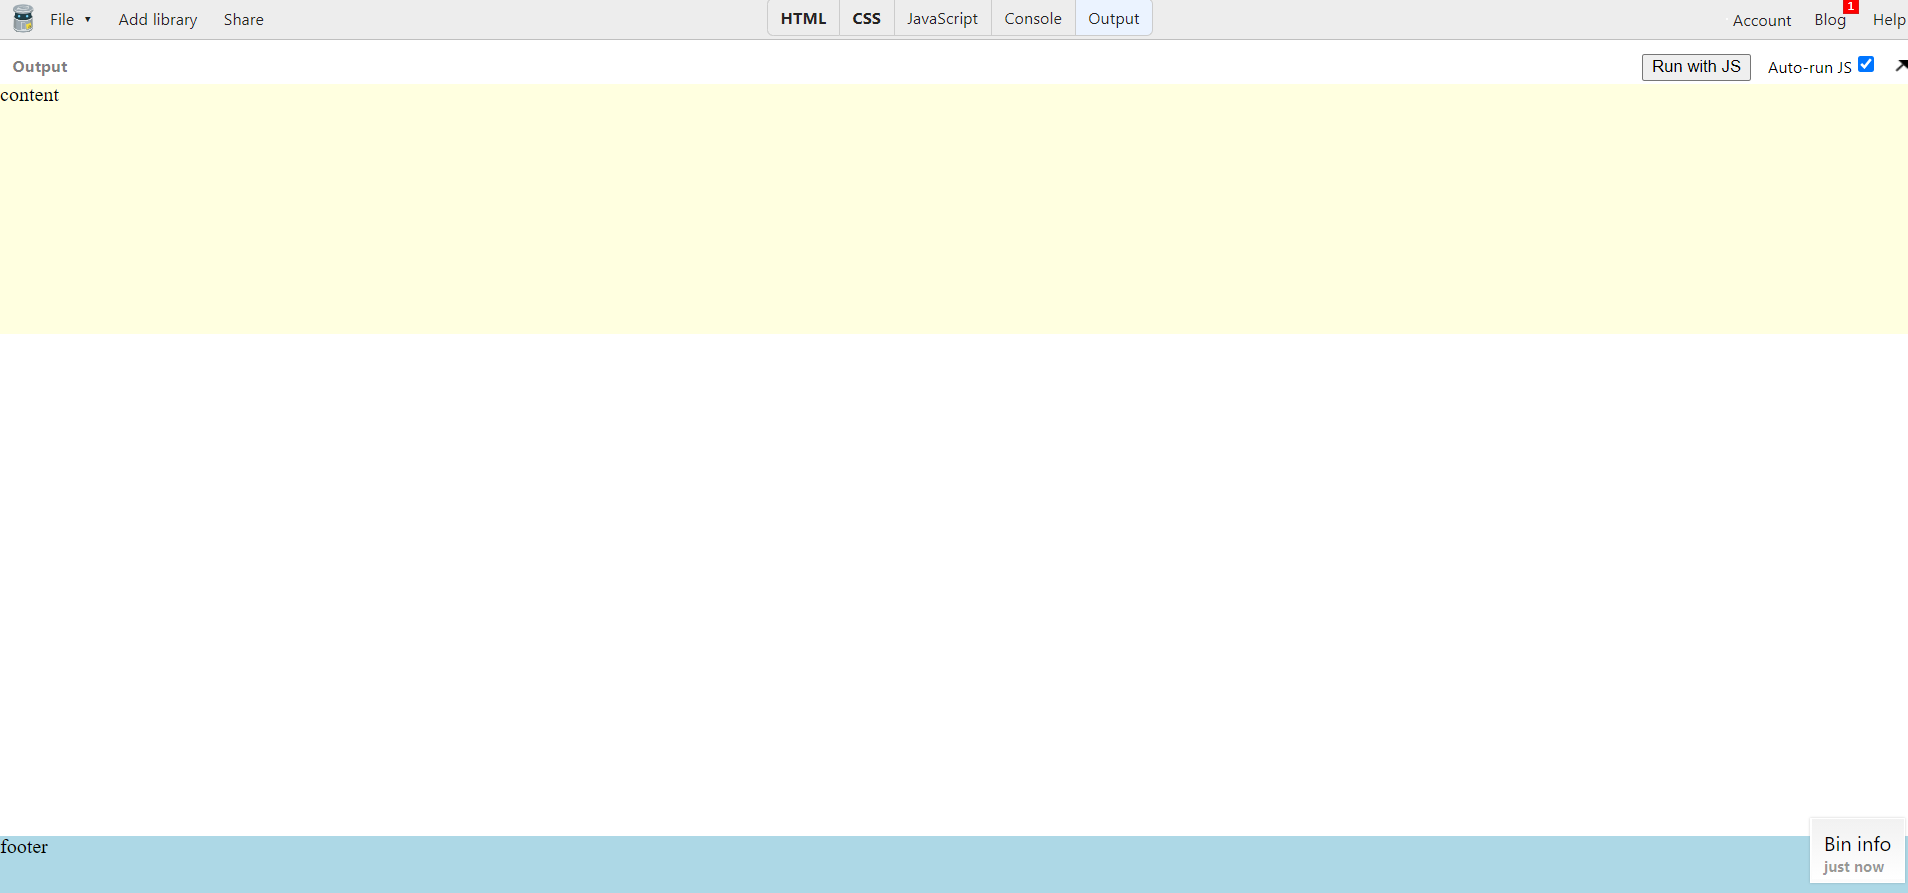 File ▾ Add library Share HTML CSS JavaScript Console Output Account Blog 1 Help
Output Run with JS Auto-run JS
content
footer
Bin info
just now